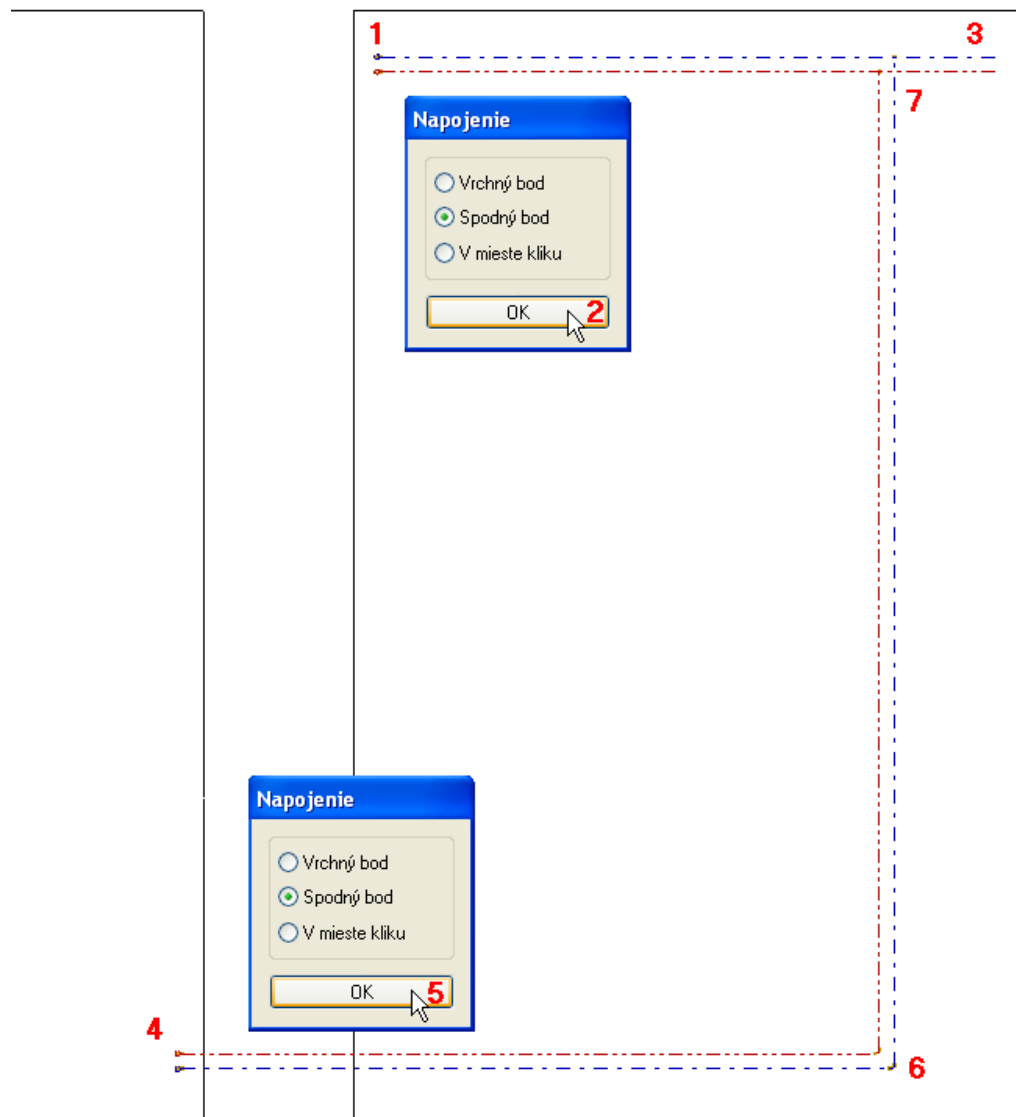 1
3
7
Napojenie
Vrchný bod
Spodný bod
V mieste kliku
OK 2
Napojenie
Vrchný bod
Spodný bod
V mieste kliku
OK 5
4
6